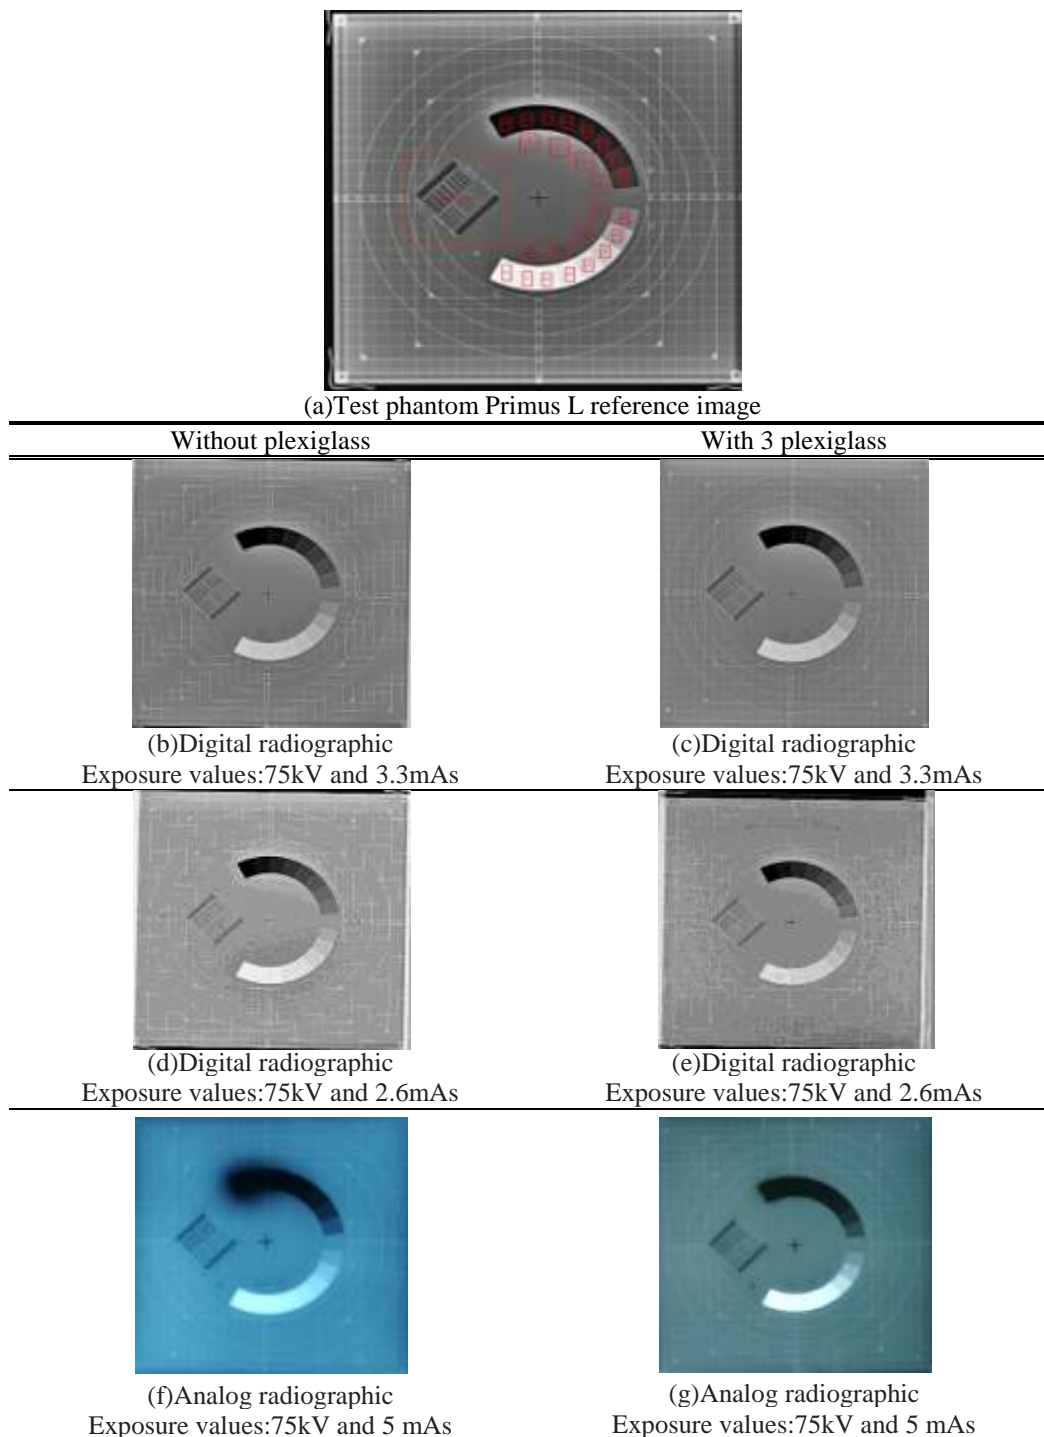 (a)Test phantom Primus L reference image
Without plexiglass
With 3 plexiglass
(b)Digital radiographic
Exposure values:75kV and 3.3mAs
(c)Digital radiographic
Exposure values:75kV and 3.3mAs
(d)Digital radiographic
Exposure values:75kV and 2.6mAs
(e)Digital radiographic
Exposure values:75kV and 2.6mAs
(f)Analog radiographic
Exposure values:75kV and 5 mAs
(g)Analog radiographic
Exposure values:75kV and 5 mAs